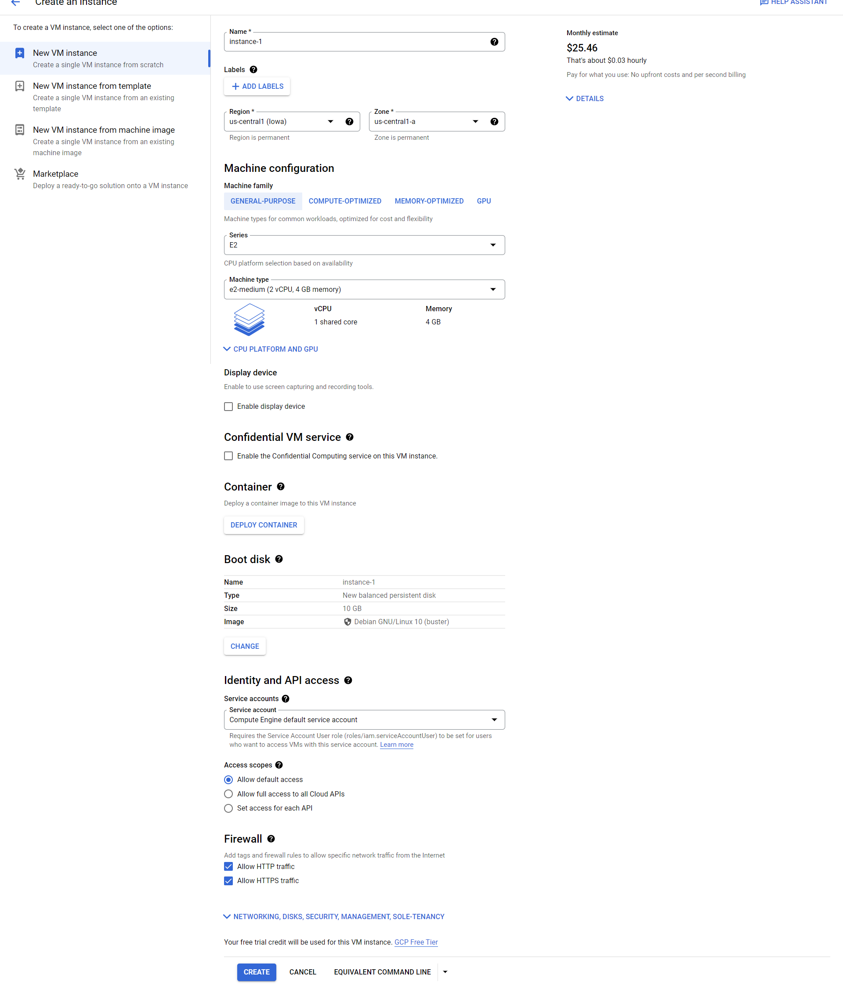 Create an instance
HELP ASSISTANT
To create a VM instance, select one of the options:
New VM instance
Create a single VM instance from scratch
New VM instance from template
Create a single VM instance from an existing
template
New VM instance from machine image
Create a single VM instance from an existing
machine image
Marketplace
Deploy a ready-to-go solution onto a VM instance
Name *
instance-1
Labels
ADD LABELS
Region *
us-central1 (Iowa)
Region is permanent
Zone *
us-central1-a
Zone is permanent
Machine configuration
Machine family
GENERAL-PURPOSE COMPUTE-OPTIMIZED MEMORY-OPTIMIZED GPU
Machine types for common workloads, optimized for cost and flexibility
Series
E2
CPU platform selection based on availability
Machine type
e2-medium (2 vCPU, 4 GB memory)
vCPU Memory
1 shared core 4 GB
CPU PLATFORM AND GPU
Display device
Enable to use screen capturing and recording tools.
Enable display device
Confidential VM service
Enable the Confidential Computing service on this VM instance.
Container
Deploy a container image to this VM instance
DEPLOY CONTAINER
Boot disk
Name instance-1
Type New balanced persistent disk
Size 10 GB
Image Debian GNU/Linux 10 (buster)
CHANGE
Identity and API access
Service accounts
Service account
Compute Engine default service account
Requires the Service Account User role (roles/iam.serviceAccountUser) to be set for users
who want to access VMs with this service account. Learn more
Access scopes
Allow default access
Allow full access to all Cloud APIs
Set access for each API
Firewall
Add tags and firewall rules to allow specific network traffic from the Internet
Allow HTTP traffic
Allow HTTPS traffic
NETWORKING, DISKS, SECURITY, MANAGEMENT, SOLE-TENANCY
Your free trial credit will be used for this VM instance. GCP Free Tier
CREATE CANCEL EQUIVALENT COMMAND LINE
Monthly estimate
$25.46
That's about $0.03 hourly
Pay for what you use: No upfront costs and per second billing
DETAILS